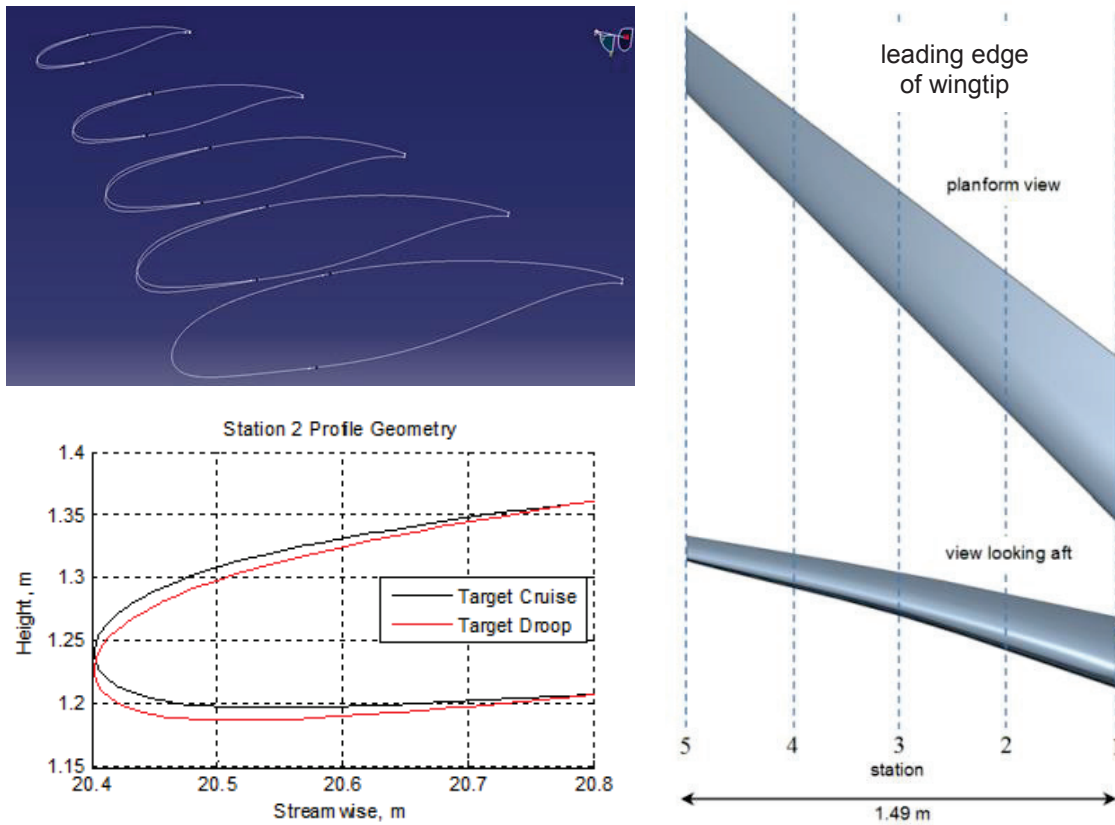 leading edge
of wingtip
planform view
view looking aft
5
4
3
2
station
1.49 m
Station 2 Profile Geometry
1.4
1.35
1.3
1.25
1.2
1.15
Height, m
Target Cruise
Target Droop
20.4
20.5
20.6
20.7
20.8
Streamwise, m